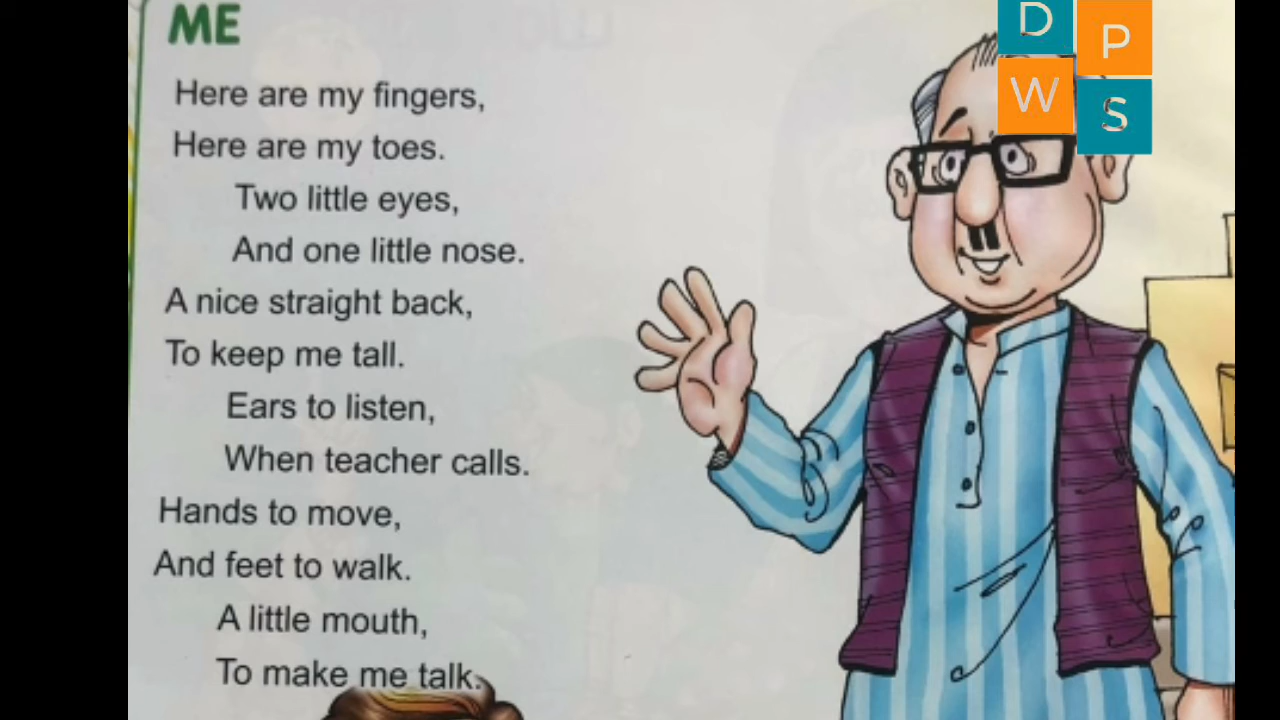 ME
Here are my fingers,
Here are my toes.
Two little eyes,
And one little nose.
A nice straight back,
To keep me tall.
Ears to listen,
When teacher calls.
Hands to move,
And feet to walk.
A little mouth,
To make me talk.
D P
W S